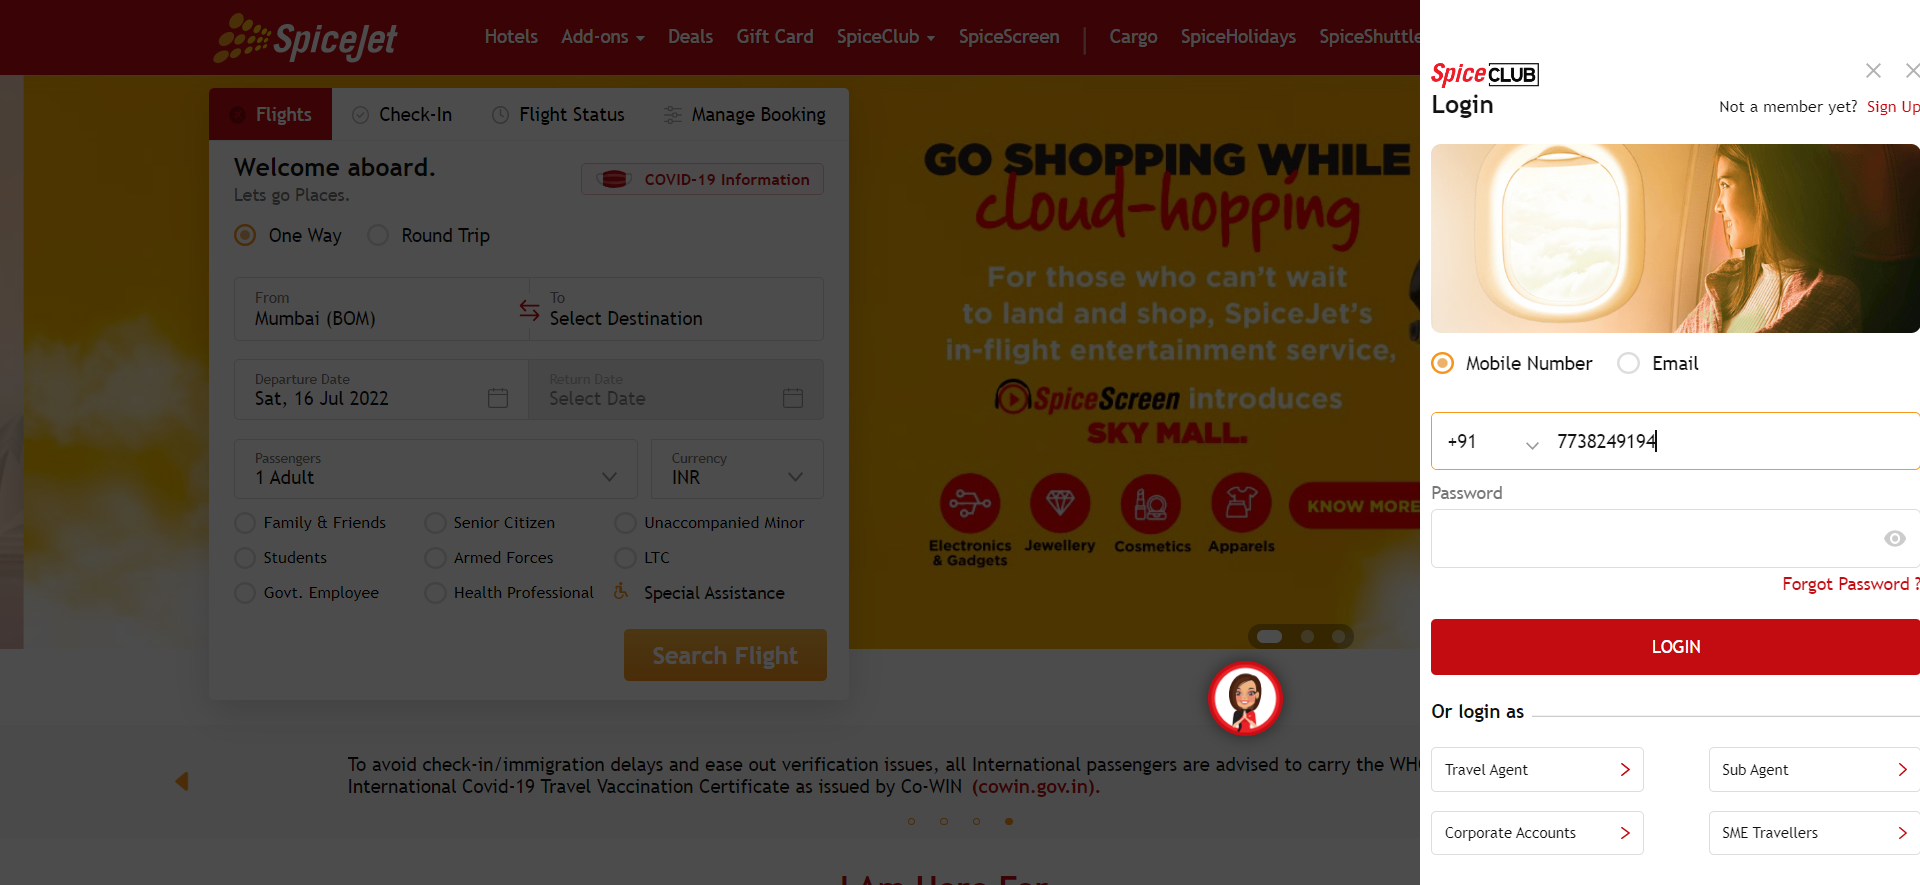 SpiceJet
Hotels Add-ons Deals Gift Card SpiceClub SpiceScreen | Cargo SpiceHolidays SpiceShuttle
Flights Check-In Flight Status Manage Booking
Welcome aboard.
Lets go Places.
COVID-19 Information
One Way Round Trip
From
Mumbai (BOM)
To
Select Destination
Departure Date
Sat, 16 Jul 2022
Return Date
Select Date
Passengers
1 Adult
Currency
INR
Family & Friends Senior Citizen Unaccompanied Minor
Students Armed Forces LTC
Govt. Employee Health Professional Special Assistance
Search Flight
GO SHOPPING WHILE
cloud-hopping
For those who can't wait
to land and shop, SpiceJet's
in-flight entertainment service,
SpiceScreen introduces
SKY MALL.
KNOW MORE
Electronics
& Gadgets
Jewellery
Cosmetics
Apparels
To avoid check-in/immigration delays and ease out verification issues, all International passengers are advised to carry the WHO
International Covid-19 Travel Vaccination Certificate as issued by Co-WIN (cowin.gov.in).
SpiceCLUB
Login
Not a member yet? Sign Up
Mobile Number Email
+91 7738249194
Password
Forgot Password ?
LOGIN
Or login as
Travel Agent Sub Agent
Corporate Accounts SME Travellers